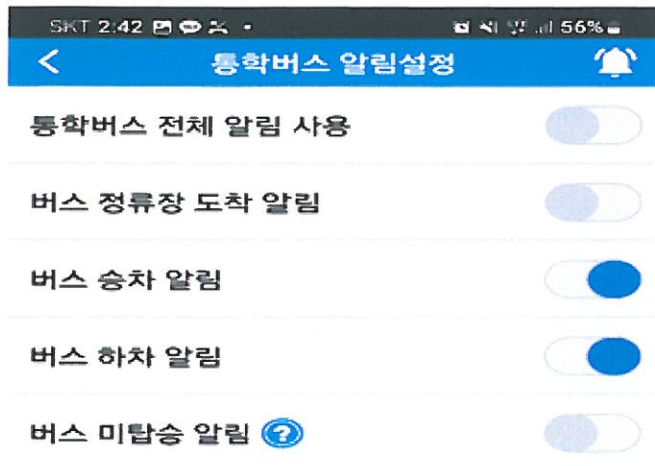 SKT 2:42 56%
통학버스 알림설정
통학버스 전체 알림 사용
버스 정류장 도착 알림
버스 승차 알림
버스 하차 알림
버스 미탑승 알림 ?